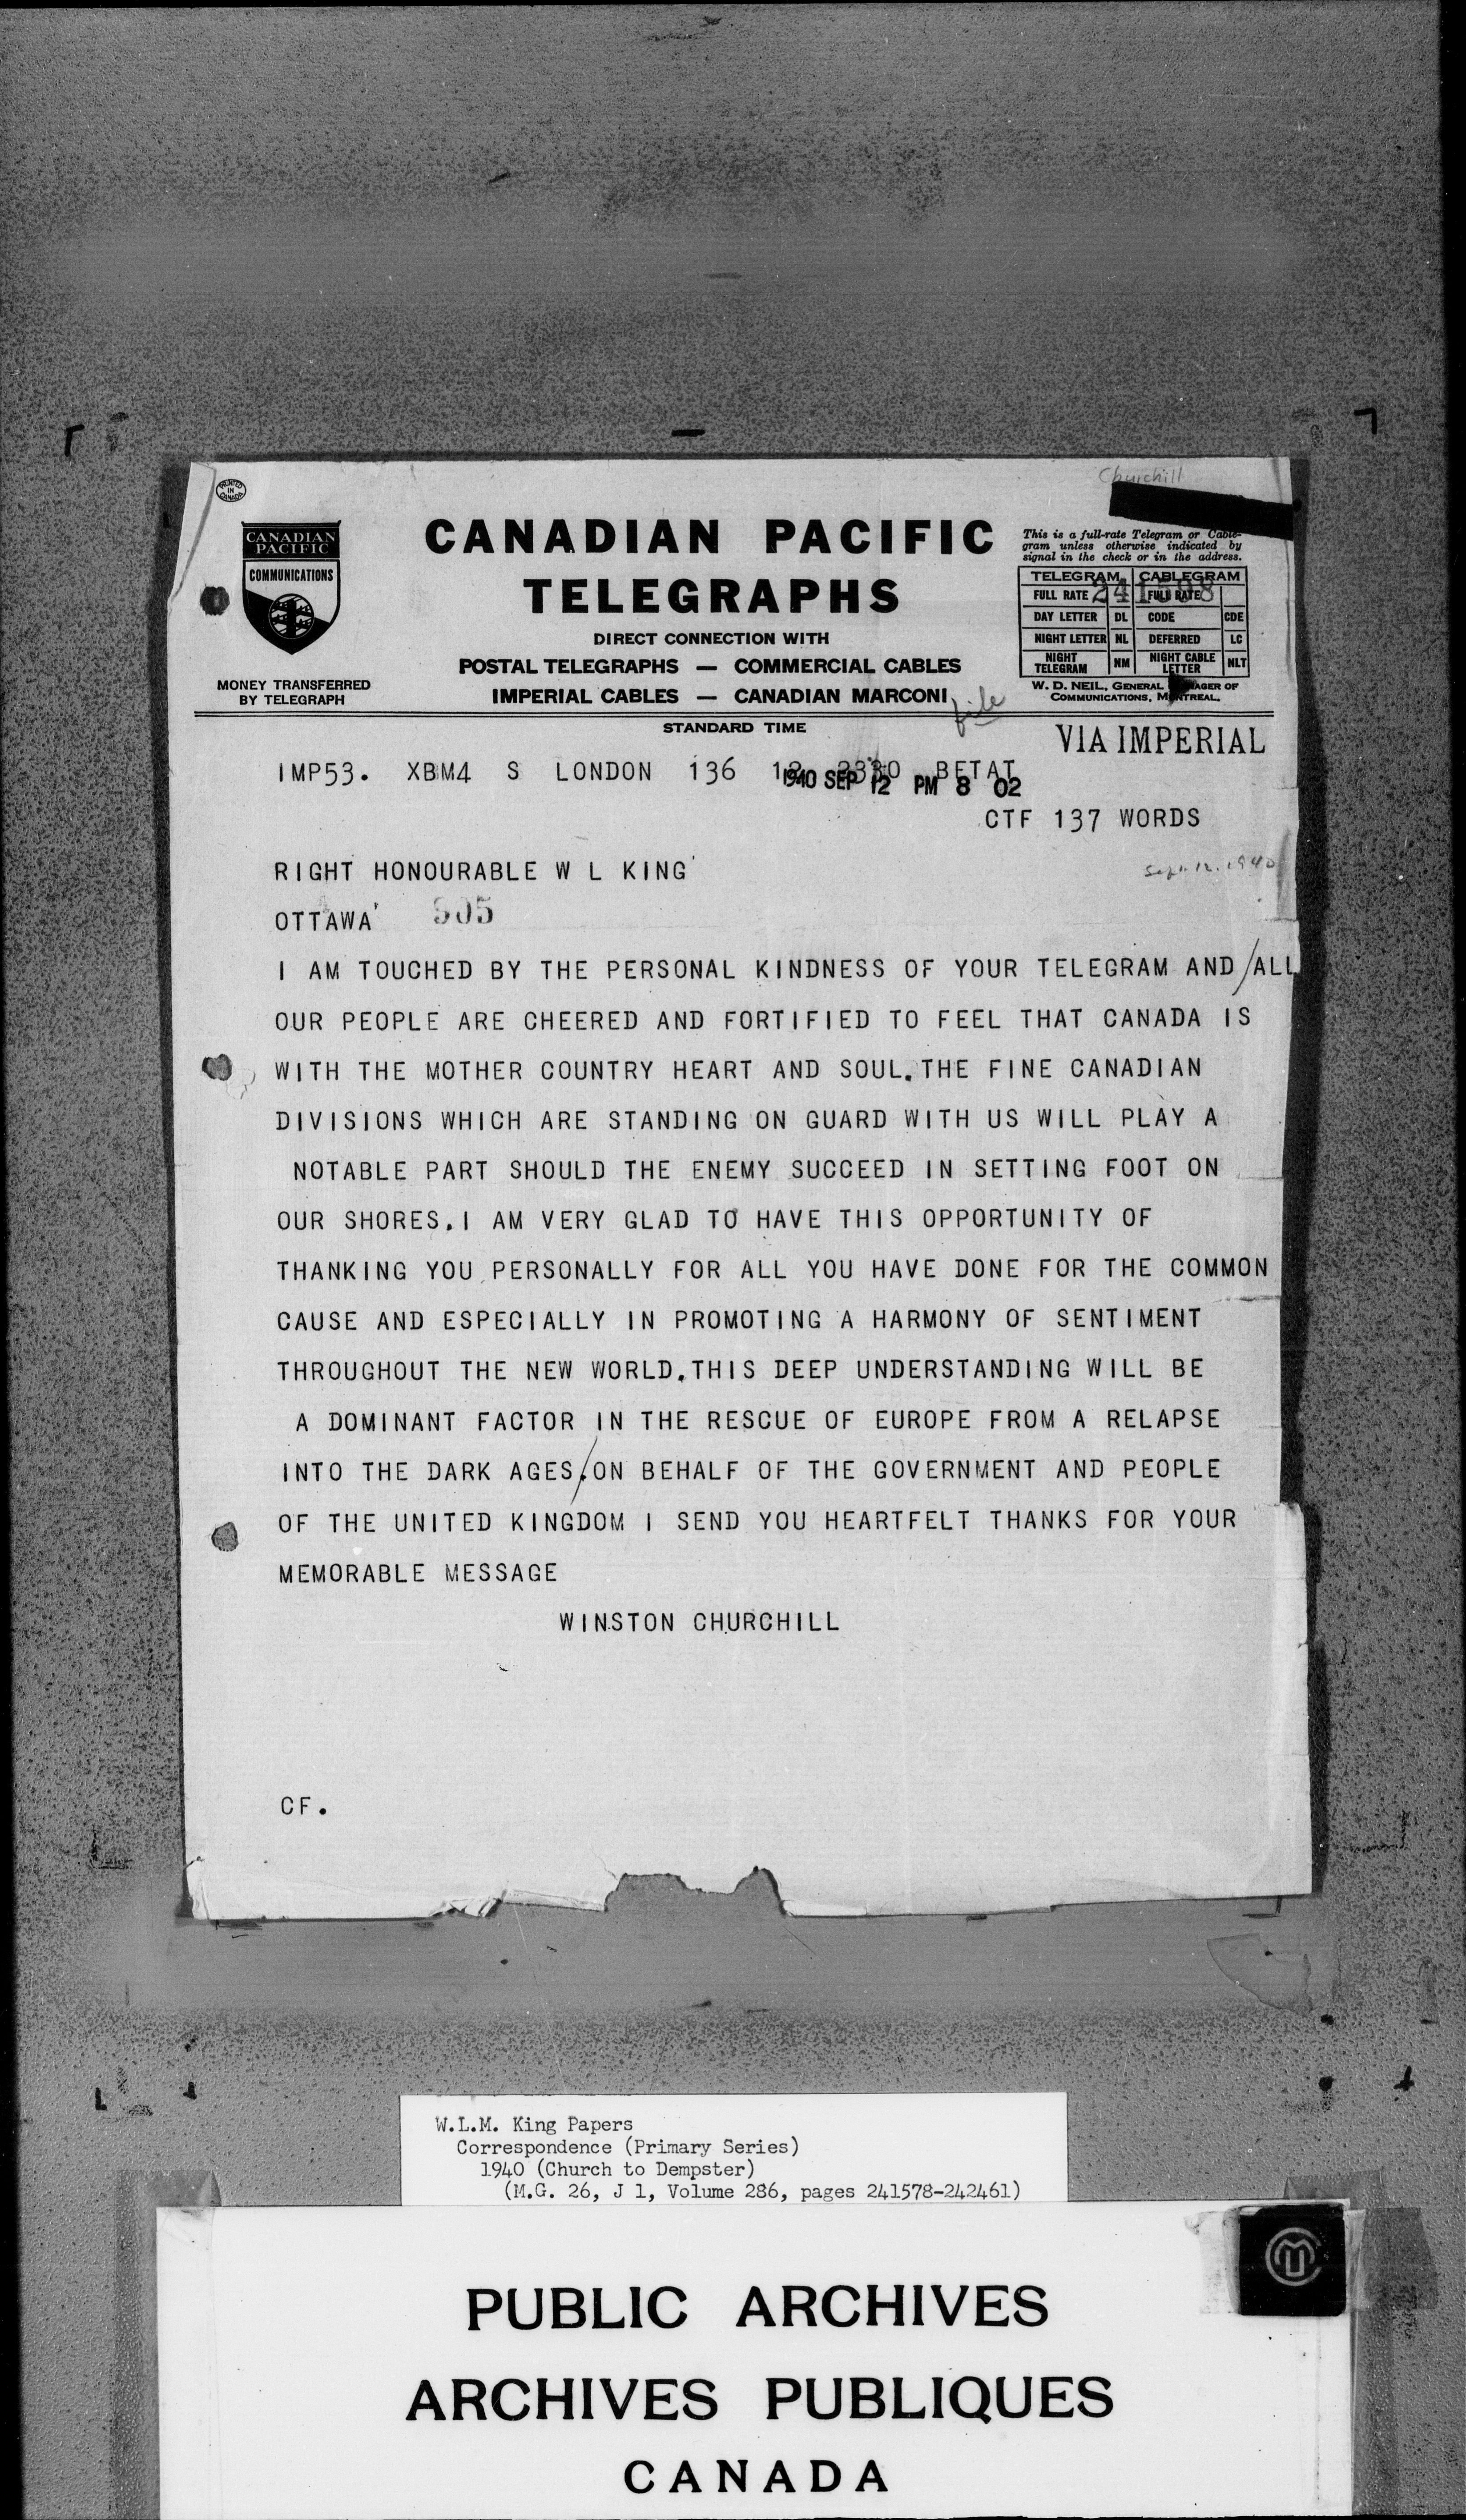 Churchill
PRINTED IN CANADA
CANADIAN PACIFIC
COMMUNICATIONS
MONEY TRANSFERRED
BY TELEGRAPH
CANADIAN PACIFIC
TELEGRAPHS
DIRECT CONNECTION WITH
POSTAL TELEGRAPHS — COMMERCIAL CABLES
IMPERIAL CABLES — CANADIAN MARCONI
file
This is a full-rate Telegram or Cable-
gram unless otherwise indicated by
signal in the check or in the address.
TELEGRAM CABLEGRAM
241598
FULL RATE FULL RATE
DAY LETTER DL CODE CDE
NIGHT LETTER NL DEFERRED LC
NIGHT TELEGRAM NM NIGHT CABLE LETTER NLT
W. D. NEIL, GENERAL MANAGER OF
COMMUNICATIONS, MONTREAL.
STANDARD TIME
VIA IMPERIAL
IMP53. XBM4 S LONDON 136 12 2330 BETAT
1940 SEP 12 PM 8 02
CTF 137 WORDS
RIGHT HONOURABLE W L KING
Sept. 12. 1940
OTTAWA 905
I AM TOUCHED BY THE PERSONAL KINDNESS OF YOUR TELEGRAM AND/ALL
OUR PEOPLE ARE CHEERED AND FORTIFIED TO FEEL THAT CANADA IS
WITH THE MOTHER COUNTRY HEART AND SOUL.THE FINE CANADIAN
DIVISIONS WHICH ARE STANDING ON GUARD WITH US WILL PLAY A
NOTABLE PART SHOULD THE ENEMY SUCCEED IN SETTING FOOT ON
OUR SHORES.I AM VERY GLAD TO HAVE THIS OPPORTUNITY OF
THANKING YOU PERSONALLY FOR ALL YOU HAVE DONE FOR THE COMMON
CAUSE AND ESPECIALLY IN PROMOTING A HARMONY OF SENTIMENT
THROUGHOUT THE NEW WORLD.THIS DEEP UNDERSTANDING WILL BE
A DOMINANT FACTOR IN THE RESCUE OF EUROPE FROM A RELAPSE
INTO THE DARK AGES/.ON BEHALF OF THE GOVERNMENT AND PEOPLE
OF THE UNITED KINGDOM I SEND YOU HEARTFELT THANKS FOR YOUR
MEMORABLE MESSAGE
WINSTON CHURCHILL
CF.
W.L.M. King Papers
Correspondence (Primary Series)
1940 (Church to Dempster)
(M.G. 26, J 1, Volume 286, pages 241578-242461)
PUBLIC ARCHIVES
ARCHIVES PUBLIQUES
CANADA